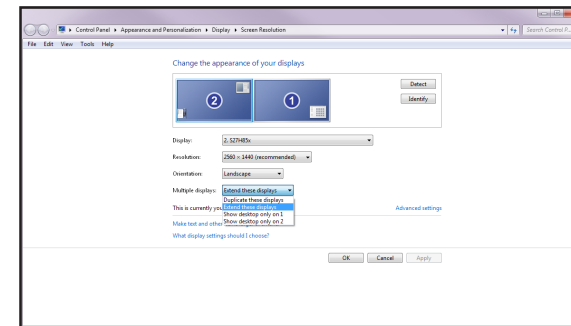 Control Panel ▸ Appearance and Personalization ▸ Display ▸ Screen Resolution
Search Control P...
File Edit View Tools Help
Change the appearance of your displays
2
1
Detect
Identify
Display: 2. S27H85x
Resolution: 2560 × 1440 (recommended)
Orientation: Landscape
Multiple displays: Extend these displays
Duplicate these displays
This is currently you Extend these displays Advanced settings
Show desktop only on 1
Make text and other Show desktop only on 2
What display settings should I choose?
OK Cancel Apply